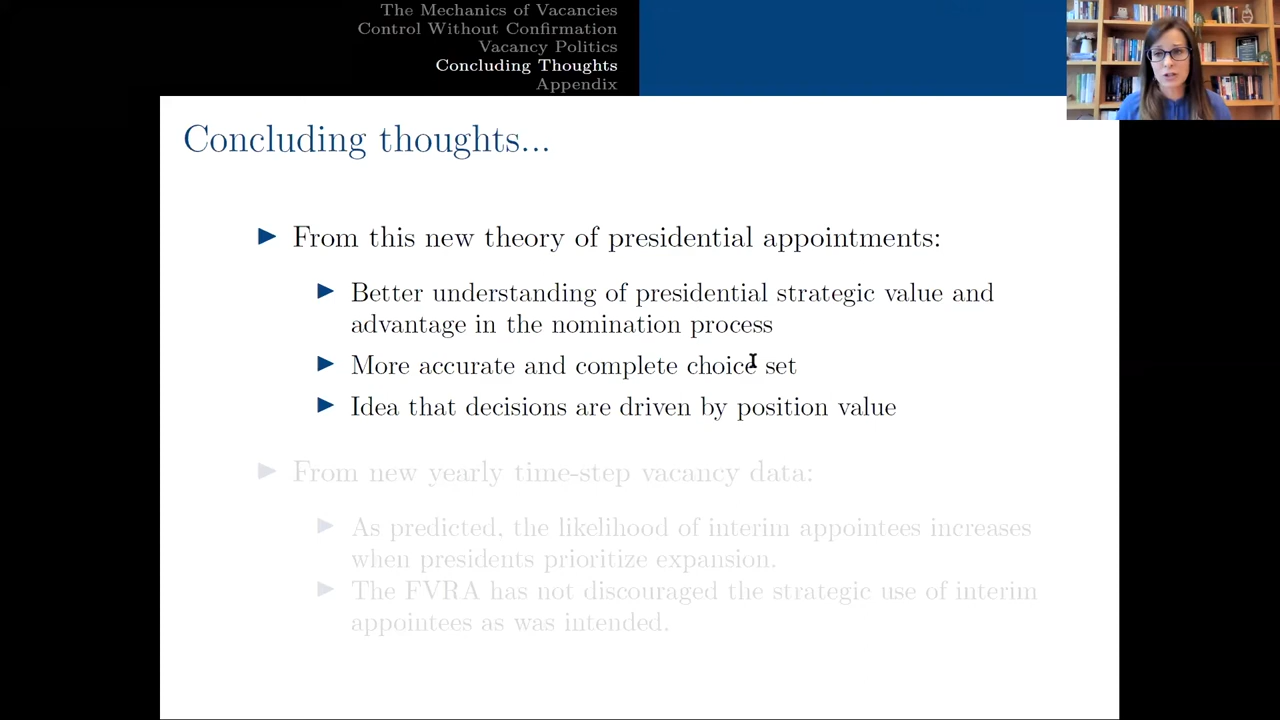 The Mechanics of Vacancies
Control Without Confirmation
Vacancy Politics
Concluding Thoughts
Appendix
Concluding thoughts...
From this new theory of presidential appointments:
Better understanding of presidential strategic value and
advantage in the nomination process
More accurate and complete choice set
Idea that decisions are driven by position value
From new yearly time-step vacancy data:
As predicted, the likelihood of interim appointees increases
when presidents prioritize expansion.
The FVRA has not discouraged the strategic use of interim
appointees as was intended.